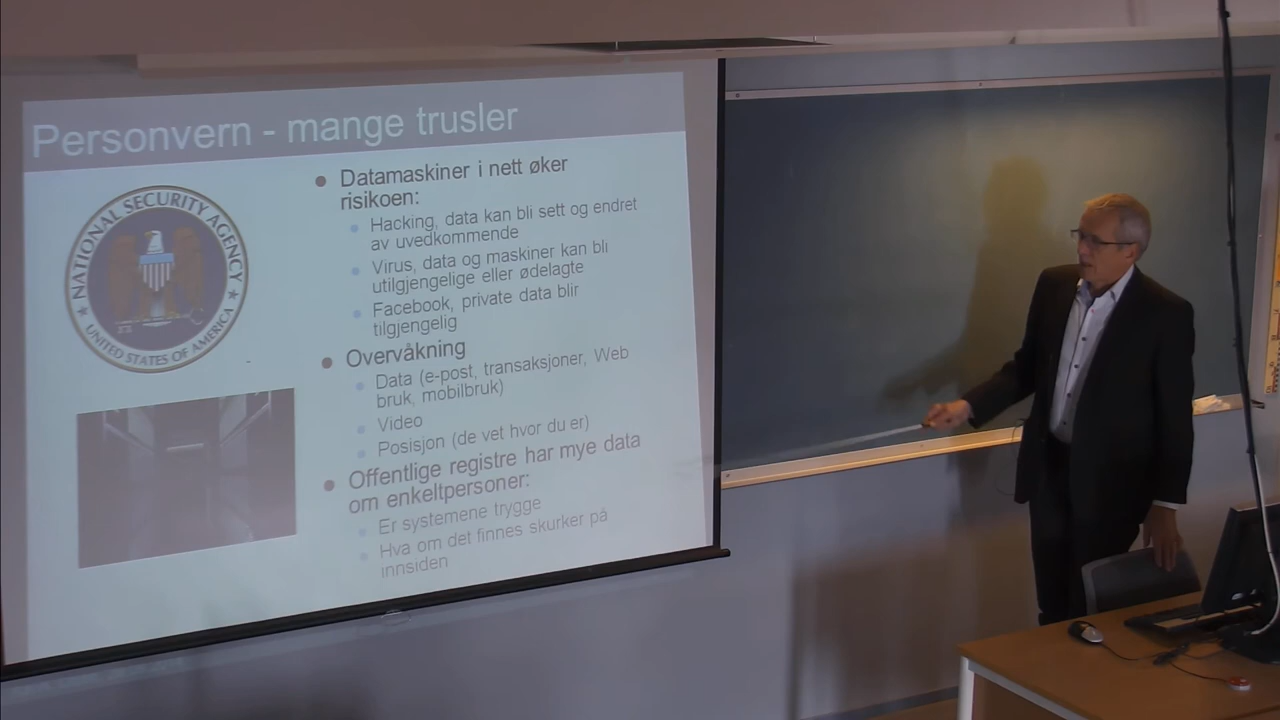 Personvern - mange trusler
NATIONAL SECURITY AGENCY
UNITED STATES OF AMERICA
Datamaskiner i nett øker
risikoen:
Hacking, data kan bli sett og endret
av uvedkommende
Virus, data og maskiner kan bli
utilgjengelige eller ødelagte
Facebook, private data blir
tilgjengelig
Overvåkning
Data (e-post, transaksjoner, Web
bruk, mobilbruk)
Video
Posisjon (de vet hvor du er)
Offentlige registre har mye data
om enkeltpersoner:
Er systemene trygge
Hva om det finnes skurker på
innsiden